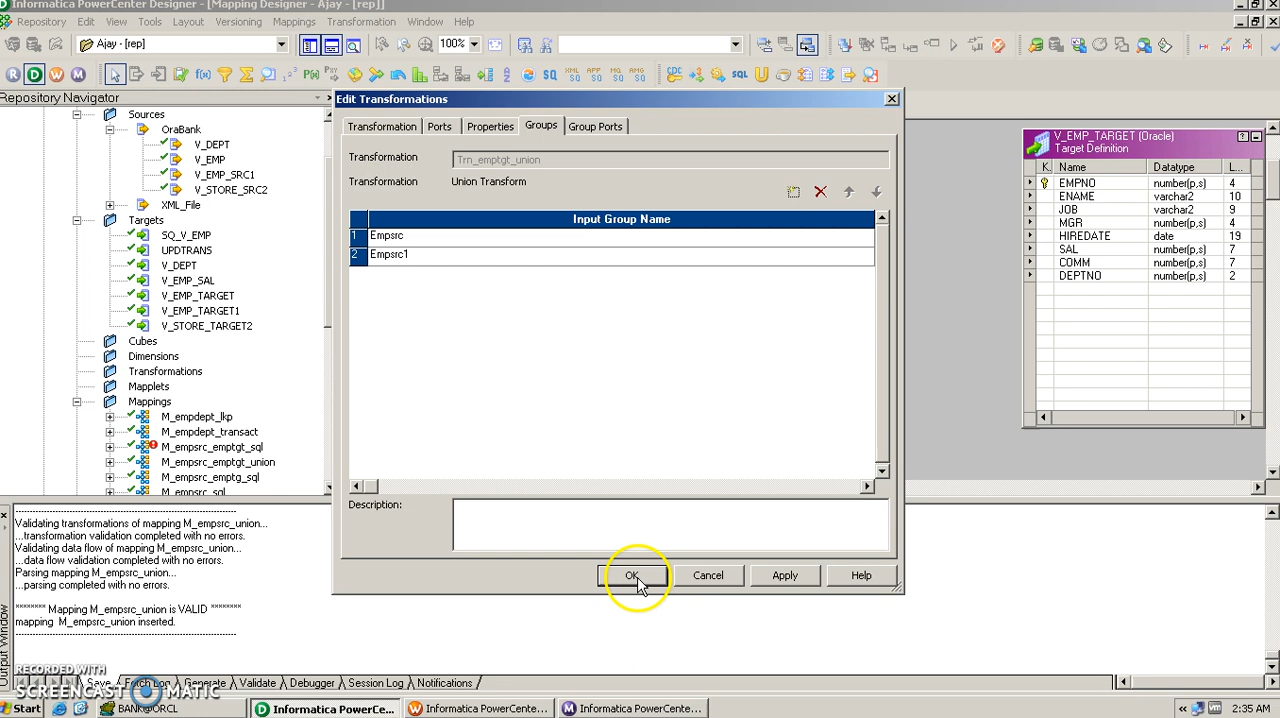 Informatica PowerCenter Designer - [Mapping Designer - Ajay - [rep]]
Repository Edit View Tools Layout Versioning Mappings Transformation Window Help
Ajay - [rep] 100%
Repository Navigator
Sources
OraBank
V_DEPT
V_EMP
V_EMP_SRC1
V_STORE_SRC2
XML_File
Targets
SQ_V_EMP
UPDTRANS
V_DEPT
V_EMP_SAL
V_EMP_TARGET
V_EMP_TARGET1
V_STORE_TARGET2
Cubes
Dimensions
Transformations
Mapplets
Mappings
M_empdept_lkp
M_empdept_transact
M_empsrc_emptgt_sql
M_empsrc_emptgt_union
M_empsrc_emptg_sql
M_empsrc_sql
Edit Transformations
Transformation Ports Properties Groups Group Ports
Transformation Trn_emptgt_union
Transformation Union Transform
Input Group Name
1 Empsrc
2 Empsrc1
Description:
OK Cancel Apply Help
V_EMP_TARGET (Oracle)
Target Definition
K. Name Datatype L...
EMPNO number(p,s) 4
ENAME varchar2 10
JOB varchar2 9
MGR number(p,s) 4
HIREDATE date 19
SAL number(p,s) 7
COMM number(p,s) 7
DEPTNO number(p,s) 2
Validating transformations of mapping M_empsrc_union...
...transformation validation completed with no errors.
Validating data flow of mapping M_empsrc_union...
...data flow validation completed with no errors.
Parsing mapping M_empsrc_union...
...parsing completed with no errors.
******** Mapping M_empsrc_union is VALID ********
mapping M_empsrc_union inserted.
Output Window
Save Fetch Log Generate Validate Debugger Session Log Notifications
RECORDED WITH
SCREENCAST MATIC
Start BANK@ORCL Informatica PowerCe... Informatica PowerCente... Informatica PowerCente... 2:35 AM